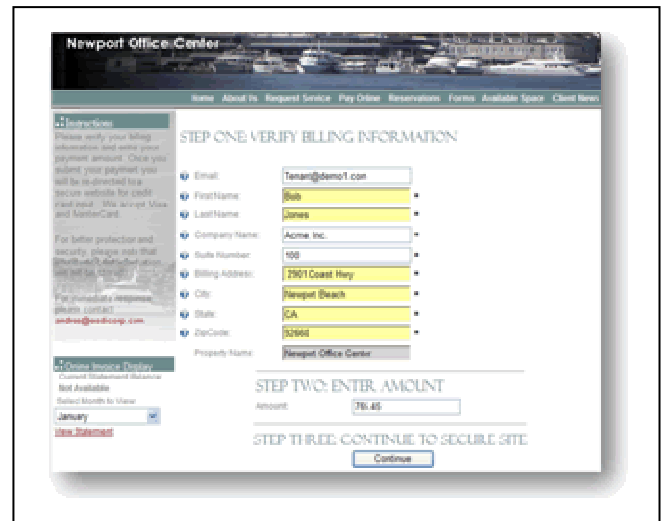 Newport Office Center
Home About Us Request Service Pay Online Reservations Forms Available Space Client News
Instructions
Please verify your billing
information and enter your
payment amount. Once you
submit your payment you
will be re-directed to a
secure website for credit
card input. We accept Visa
and MasterCard.
For better protection and
security, please note that
For immediate response,
please contact
Online Invoice Display
Current Statement Balance
Not Available
Select Month to View:
January
View Statement
STEP ONE: VERIFY BILLING INFORMATION
Email: Tenant@demo1.com
First Name: Bob *
Last Name: Jones *
Company Name: Acme Inc. *
Suite Number: 100 *
Billing Address: 2901 Coast Hwy *
City: Newport Beach *
State: CA *
ZipCode: 92660 *
Property Name: Newport Office Center
STEP TWO: ENTER AMOUNT
Amount:
STEP THREE: CONTINUE TO SECURE SITE
Continue